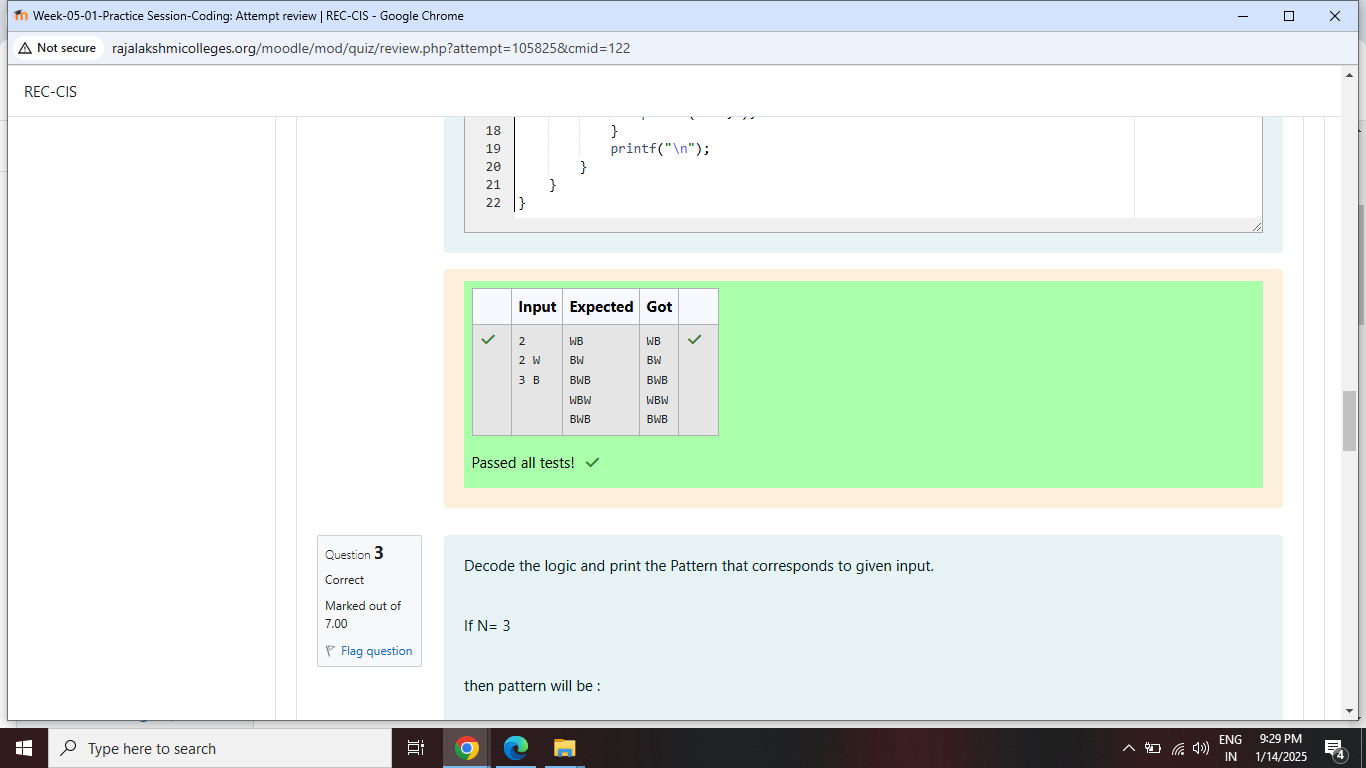 Week-05-01-Practice Session-Coding: Attempt review | REC-CIS - Google Chrome
Not secure rajalakshmicolleges.org/moodle/mod/quiz/review.php?attempt=105825&cmid=122
REC-CIS
18 }
19 printf("\n");
20 }
21 }
22 }
Input Expected Got
2 WB WB
2 W BW BW
3 B BWB BWB
WBW WBW
BWB BWB
Passed all tests!
Question 3
Correct
Marked out of
7.00
Flag question
Decode the logic and print the Pattern that corresponds to given input.
If N= 3
then pattern will be :
Type here to search
ENG
IN
9:29 PM
1/14/2025
4